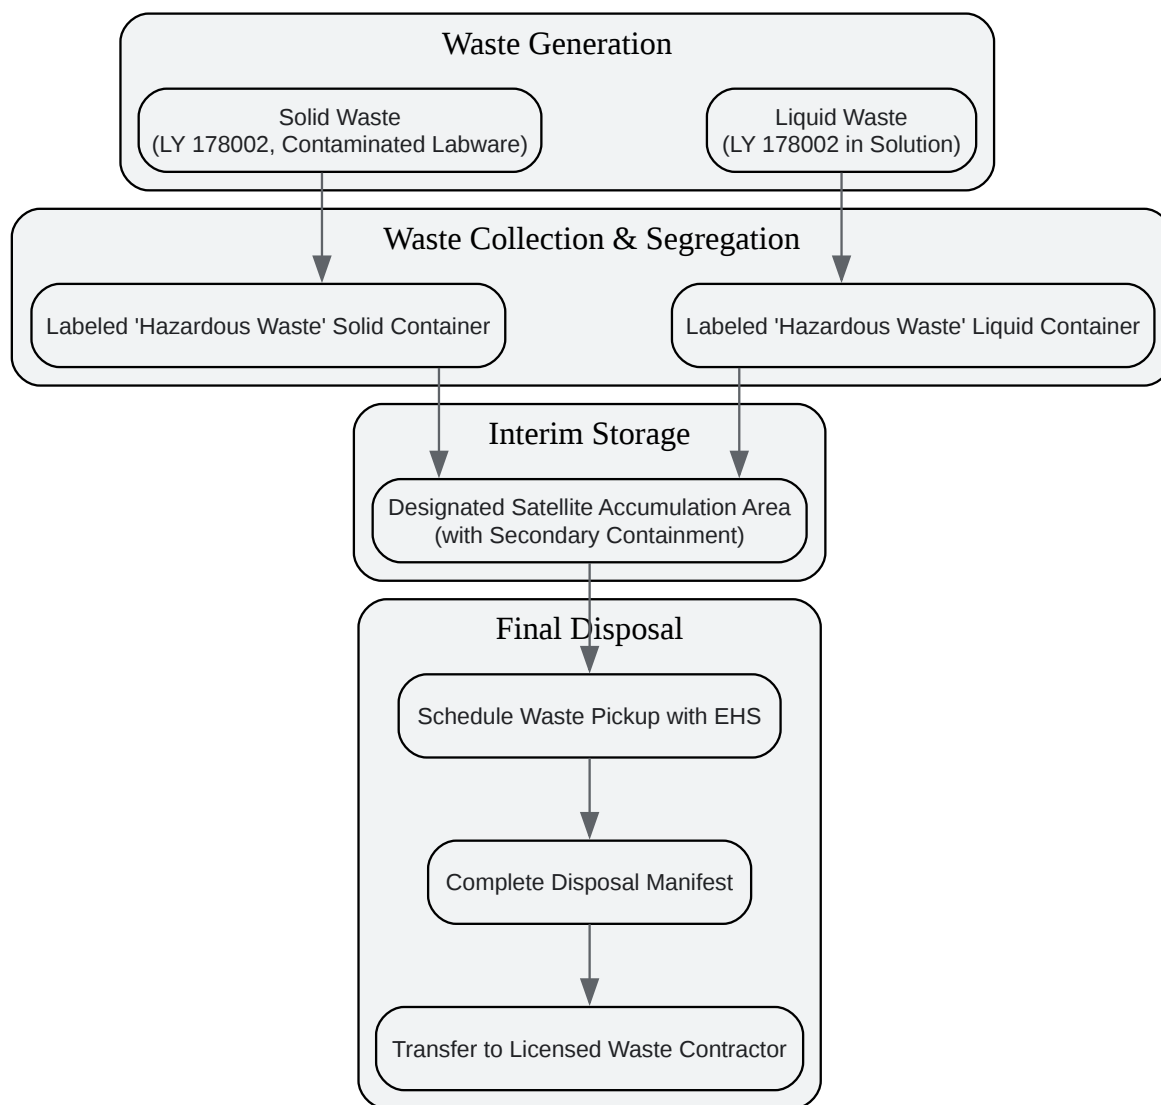 Waste Generation
Solid Waste
(LY 178002, Contaminated Labware)
Liquid Waste
(LY 178002 in Solution)
Waste Collection & Segregation
Labeled 'Hazardous Waste' Solid Container
Labeled 'Hazardous Waste' Liquid Container
Interim Storage
Designated Satellite Accumulation Area
(with Secondary Containment)
Final Disposal
Schedule Waste Pickup with EHS
Complete Disposal Manifest
Transfer to Licensed Waste Contractor